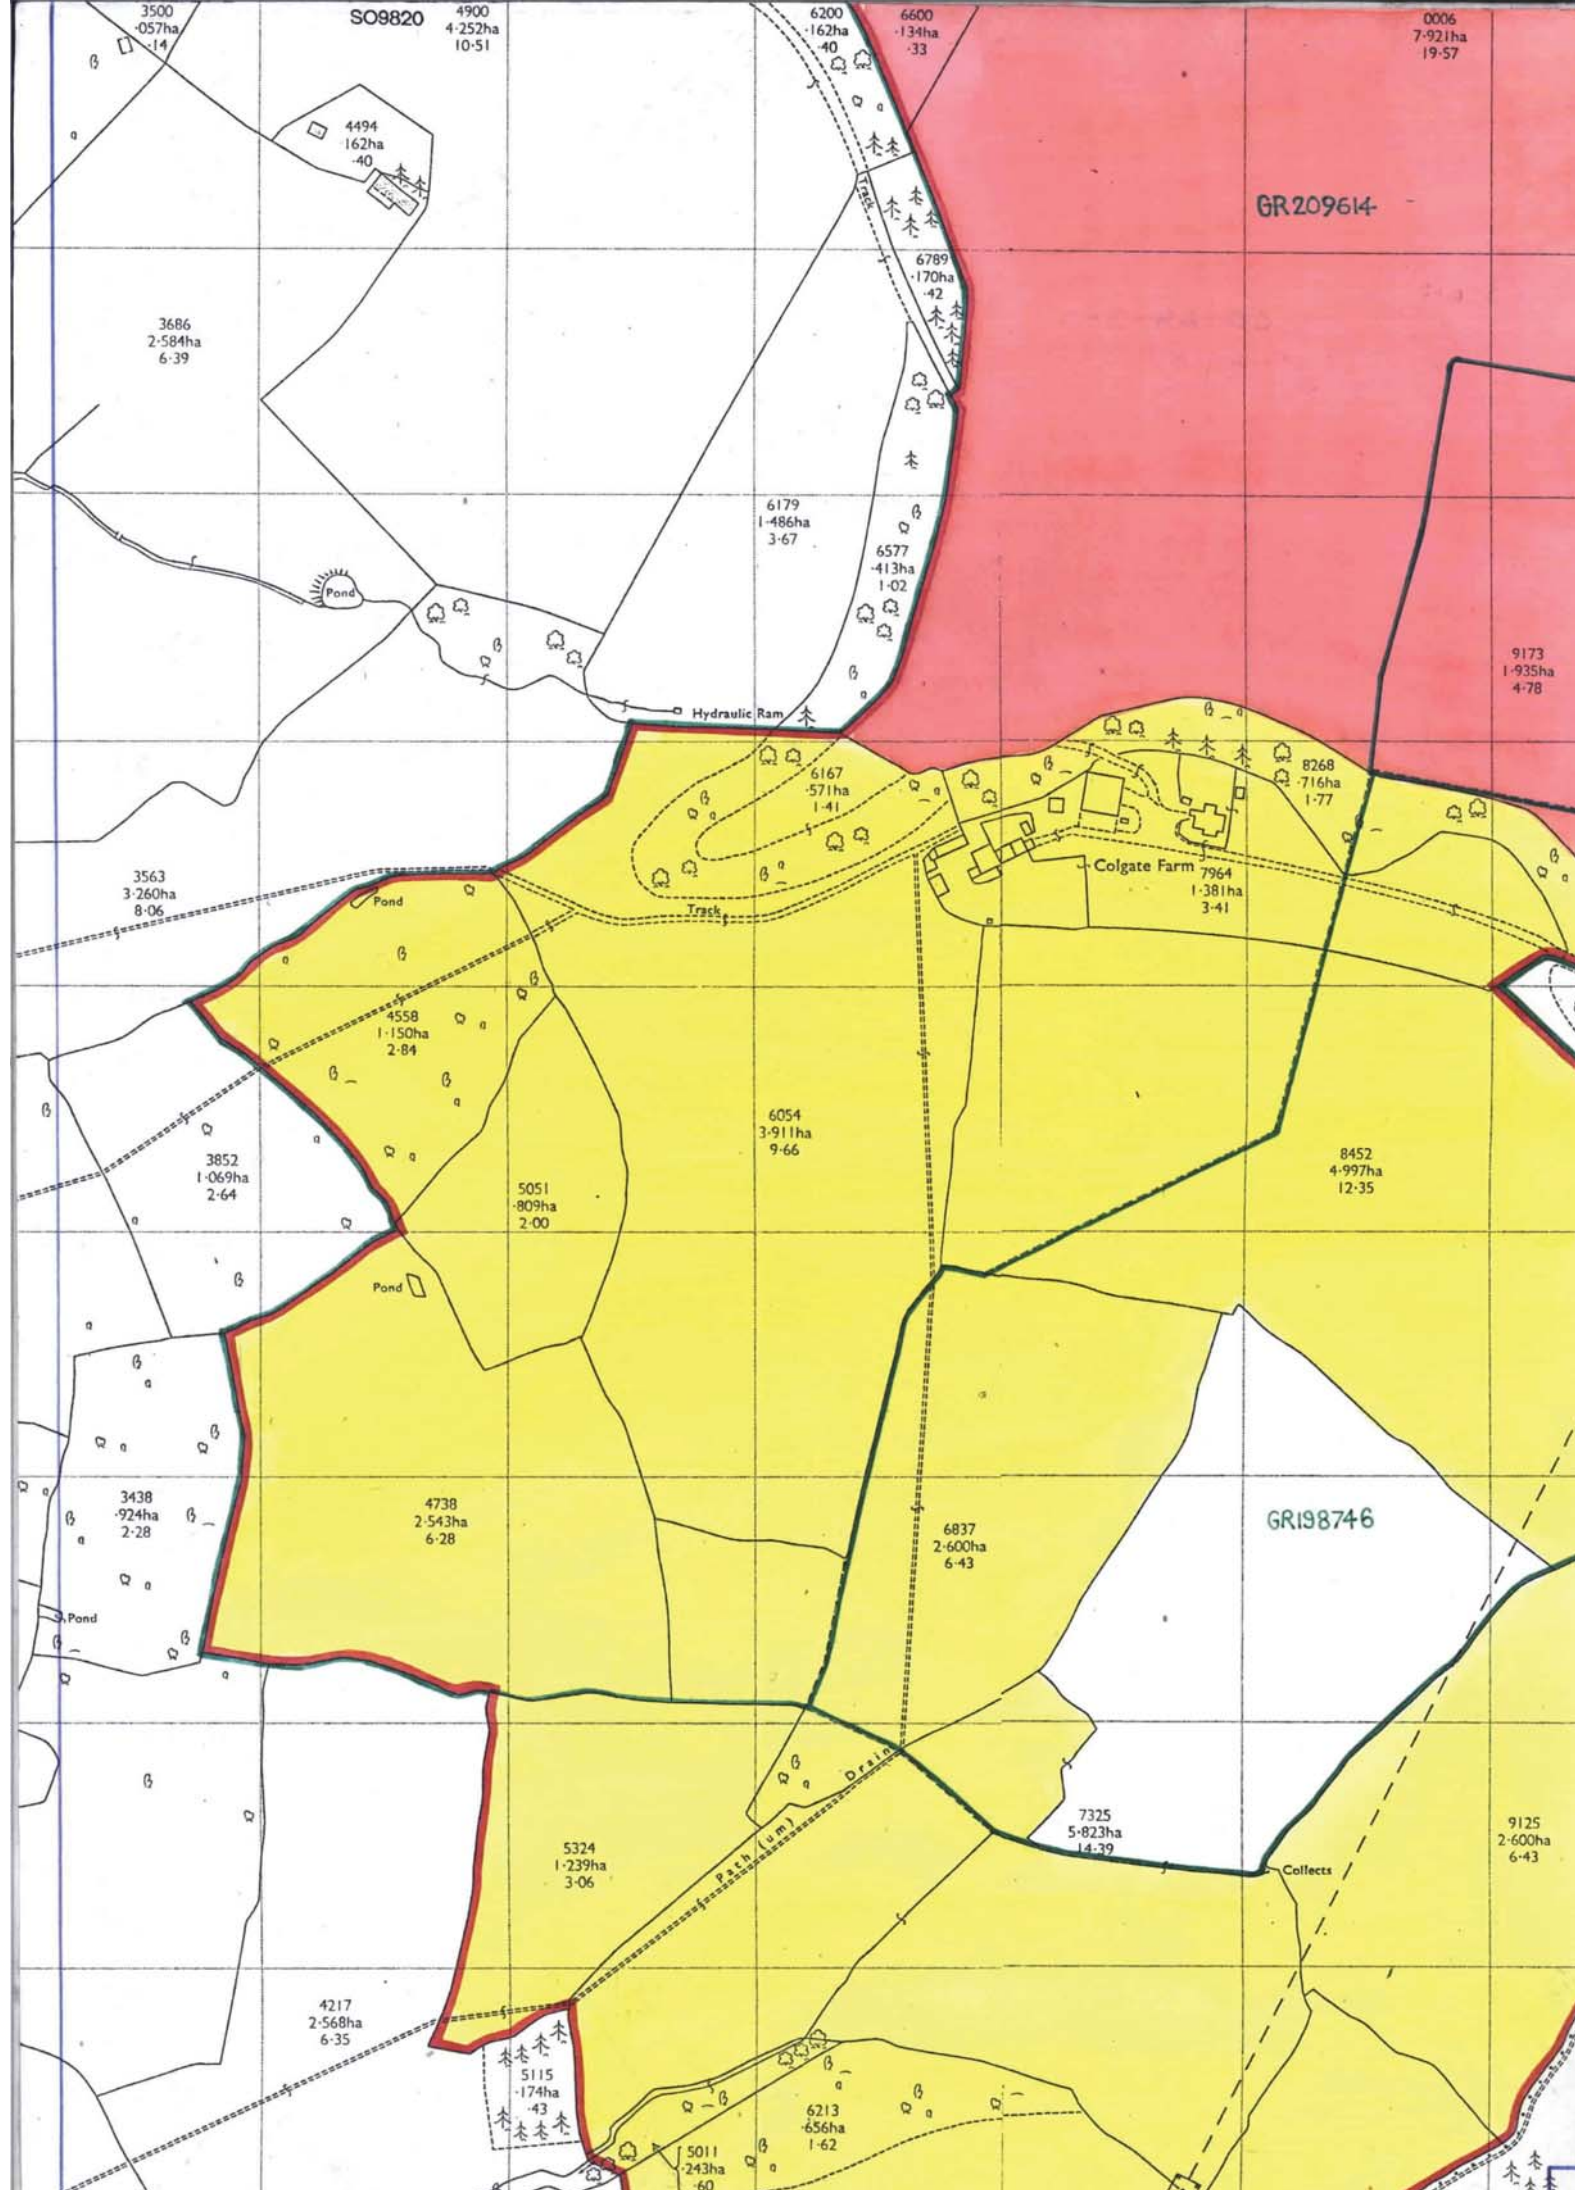 3500
·057ha
·14
SO9820
4900
4·252ha
10·51
6200
·162ha
·40
6600
·134ha
·33
0006
7·921ha
19·57
4494
·162ha
·40
Track
GR209614
6789
·170ha
·42
3686
2·584ha
6·39
6179
1·486ha
3·67
6577
·413ha
1·02
Pond
9173
1·935ha
4·78
Hydraulic Ram
6167
·571ha
1·41
8268
·716ha
1·77
Colgate Farm
7964
1·381ha
3·41
3563
3·260ha
8·06
Pond
Track
4558
1·150ha
2·84
6054
3·911ha
9·66
3852
1·069ha
2·64
5051
·809ha
2·00
8452
4·997ha
12·35
Pond
3438
·924ha
2·28
4738
2·543ha
6·28
6837
2·600ha
6·43
GR198746
Pond
Drain
Path (um)
7325
5·823ha
14·39
9125
2·600ha
6·43
5324
1·239ha
3·06
Collects
4217
2·568ha
6·35
5115
·174ha
·43
6213
·656ha
1·62
5011
·243ha
·60